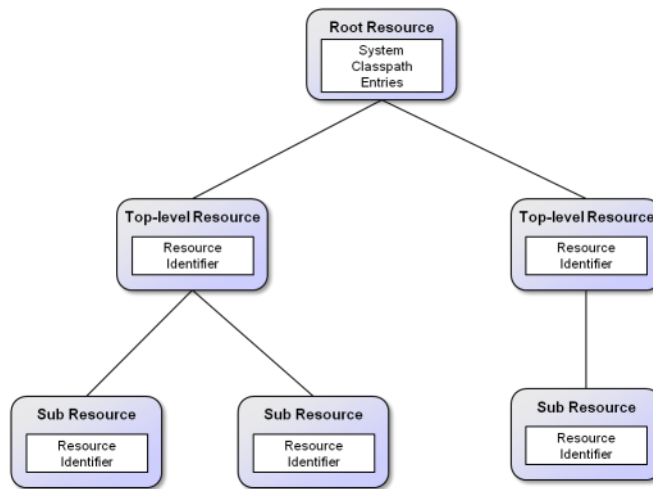 Root Resource
System
Classpath
Entries
Top-level Resource
Resource
Identifier
Top-level Resource
Resource
Identifier
Sub Resource
Resource
Identifier
Sub Resource
Resource
Identifier
Sub Resource
Resource
Identifier